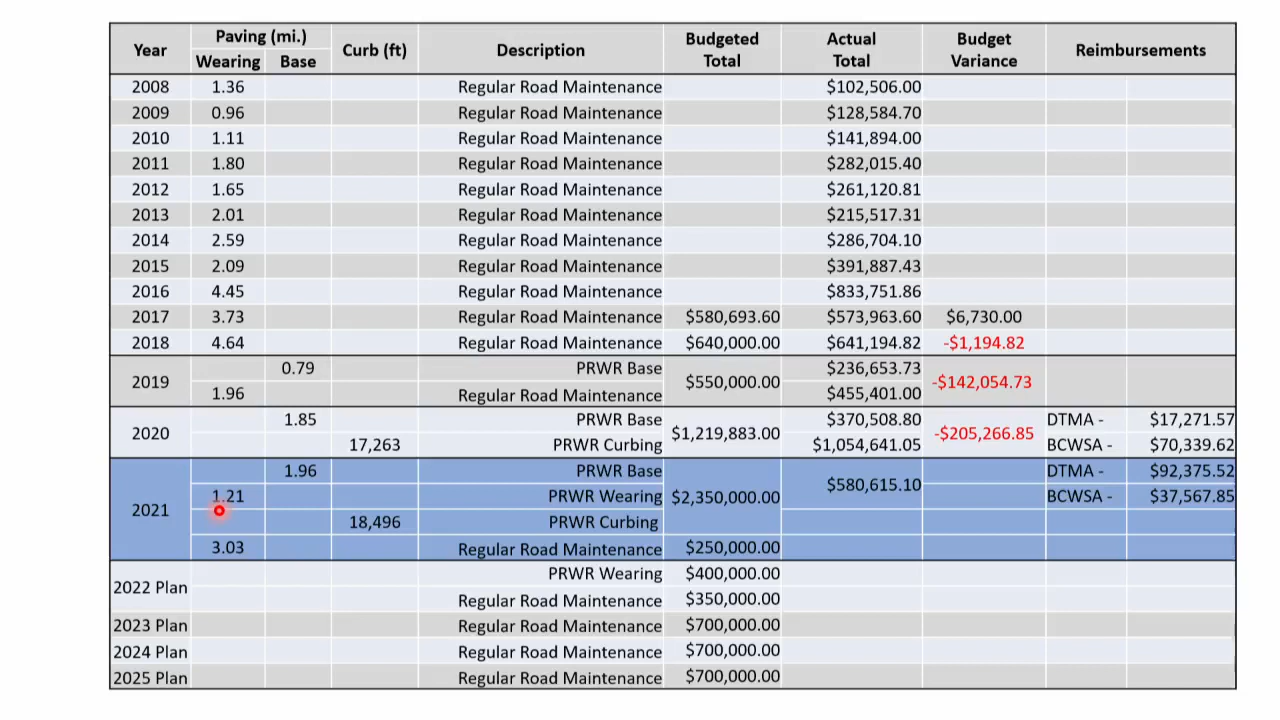 Year Paving (mi.) Curb (ft) Description Budgeted Total Actual Total Budget Variance Reimbursements
Wearing Base
2008 1.36 Regular Road Maintenance $102,506.00
2009 0.96 Regular Road Maintenance $128,584.70
2010 1.11 Regular Road Maintenance $141,894.00
2011 1.80 Regular Road Maintenance $282,015.40
2012 1.65 Regular Road Maintenance $261,120.81
2013 2.01 Regular Road Maintenance $215,517.31
2014 2.59 Regular Road Maintenance $286,704.10
2015 2.09 Regular Road Maintenance $391,887.43
2016 4.45 Regular Road Maintenance $833,751.86
2017 3.73 Regular Road Maintenance $580,693.60 $573,963.60 $6,730.00
2018 4.64 Regular Road Maintenance $640,000.00 $641,194.82 -$1,194.82
2019 0.79 PRWR Base $550,000.00 $236,653.73 -$142,054.73
1.96 Regular Road Maintenance $455,401.00
2020 1.85 PRWR Base $1,219,883.00 $370,508.80 -$205,266.85 DTMA - $17,271.57
17,263 PRWR Curbing $1,054,641.05 BCWSA - $70,339.62
2021 1.96 PRWR Base $2,350,000.00 $580,615.10 DTMA - $92,375.52
1.21 PRWR Wearing BCWSA - $37,567.85
18,496 PRWR Curbing
3.03 Regular Road Maintenance $250,000.00
2022 Plan PRWR Wearing $400,000.00
Regular Road Maintenance $350,000.00
2023 Plan Regular Road Maintenance $700,000.00
2024 Plan Regular Road Maintenance $700,000.00
2025 Plan Regular Road Maintenance $700,000.00